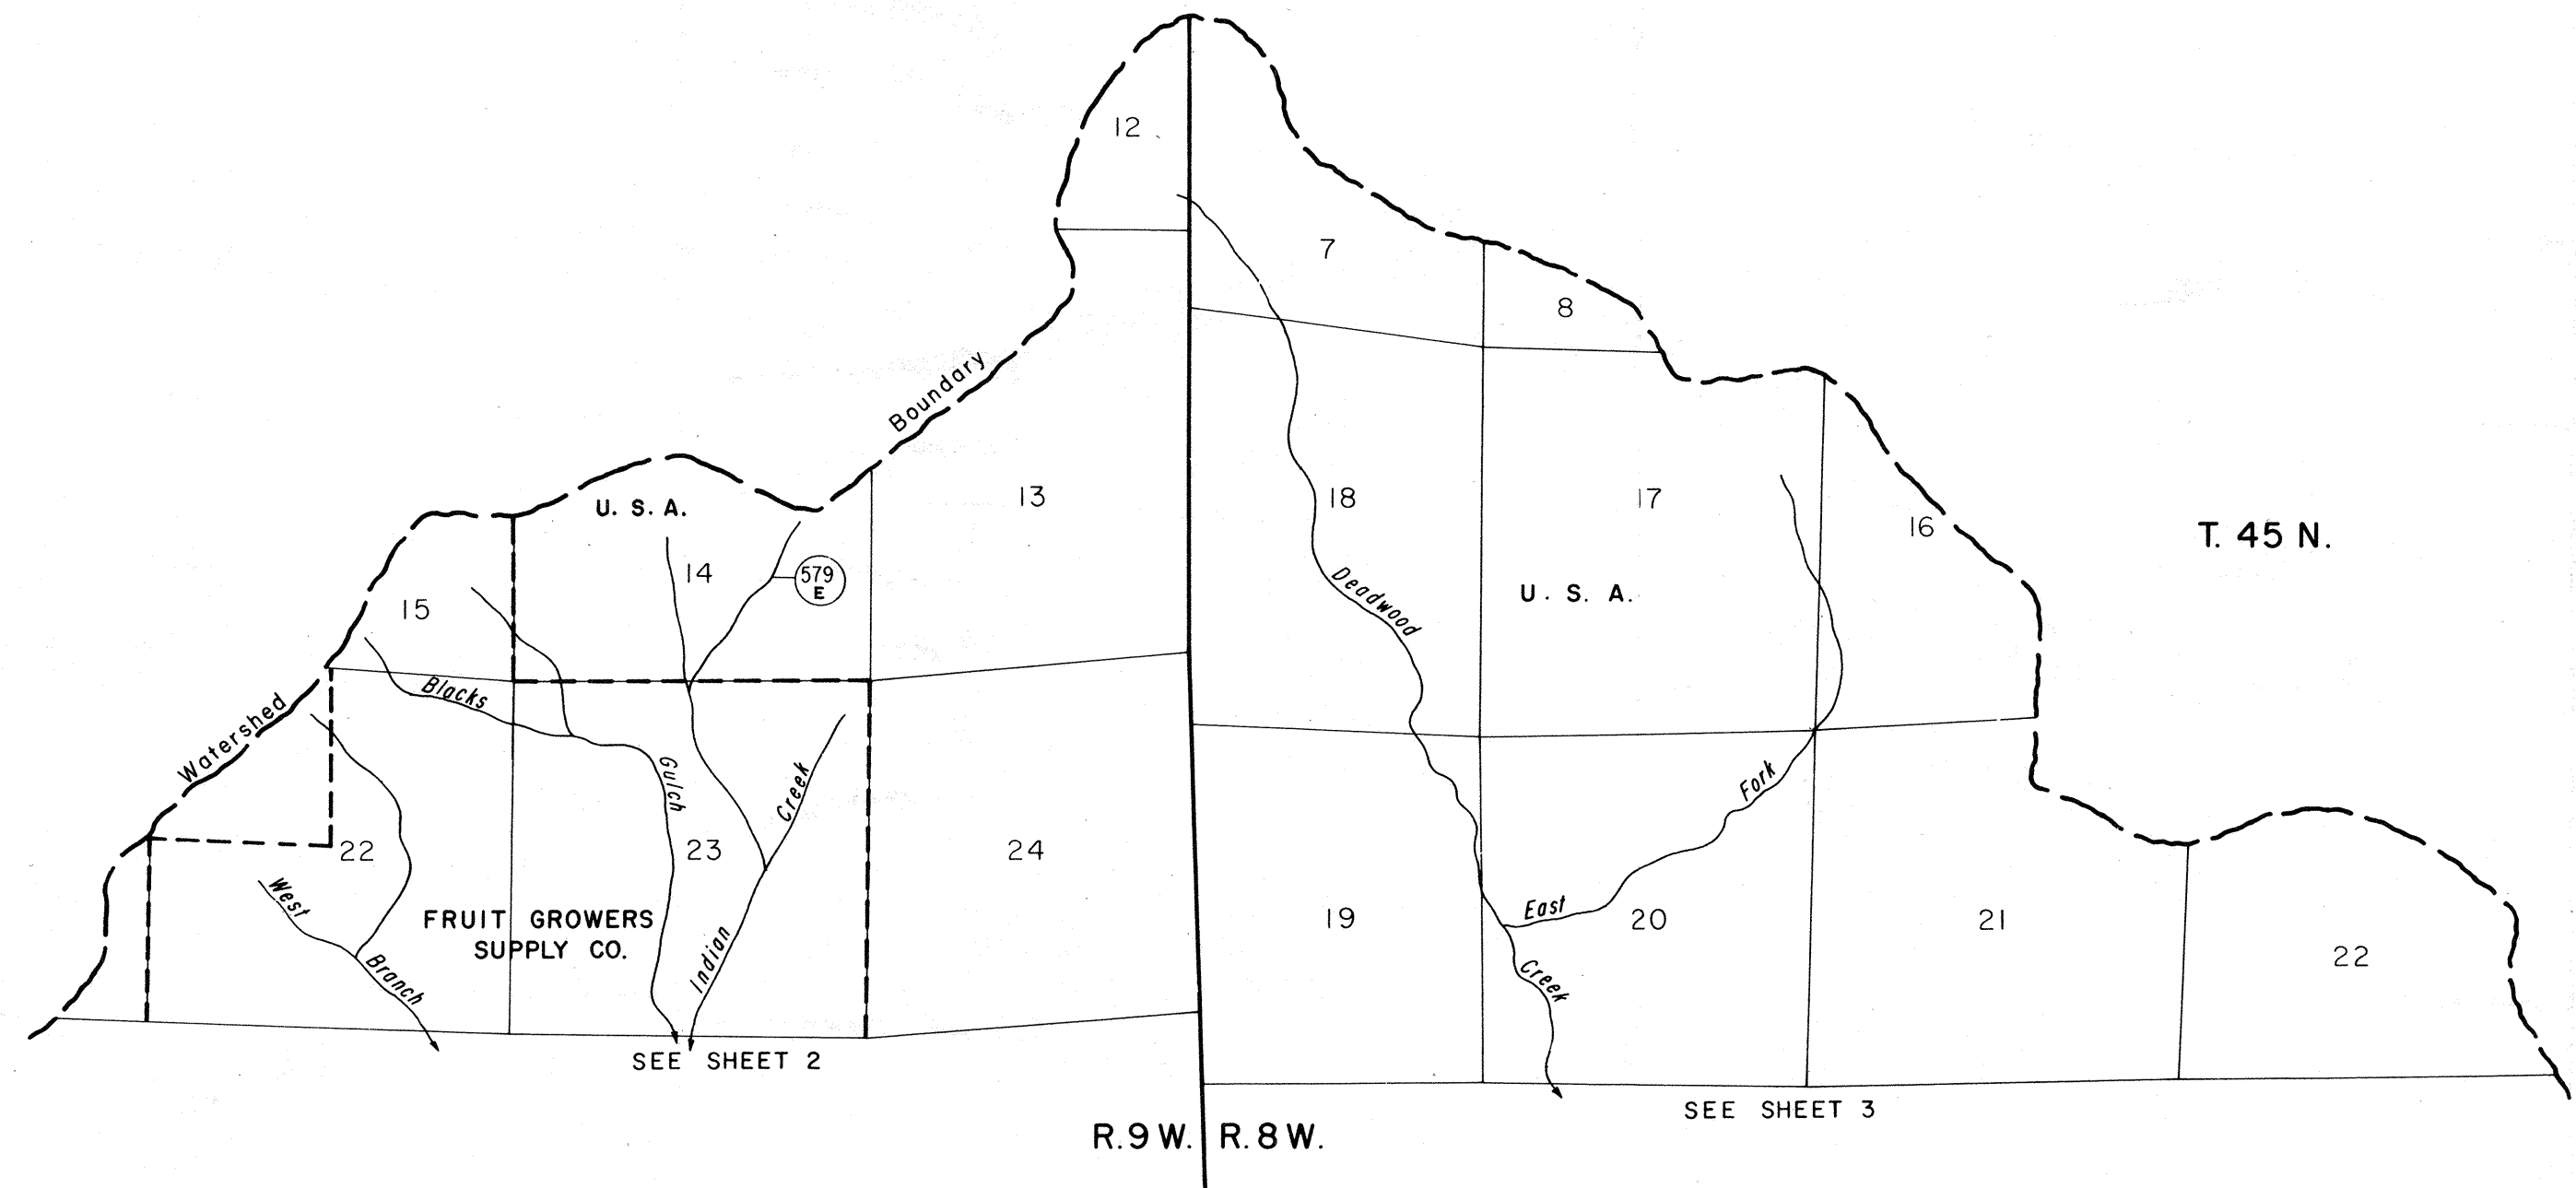 12
7
8
Watershed Boundary
13
18
17
16
T. 45 N.
U. S. A.
14
579
E
15
U. S. A.
Deadwood
Creek
Blacks
Gulch
Indian
Creek
East
Fork
22
23
24
19
20
21
22
West
Branch
FRUIT GROWERS
SUPPLY CO.
SEE SHEET 2
SEE SHEET 3
R. 9 W.
R. 8 W.